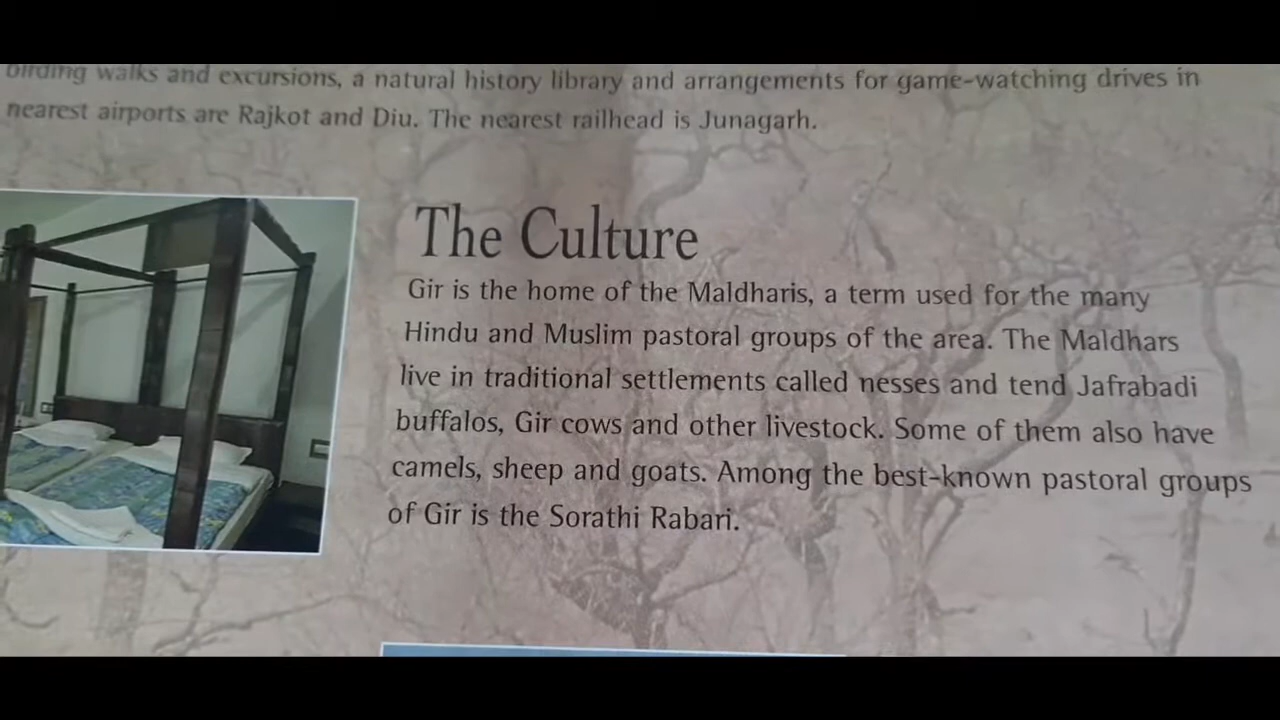 birding walks and excursions, a natural history library and arrangements for game-watching drives in
nearest airports are Rajkot and Diu. The nearest railhead is Junagarh.
The Culture
Gir is the home of the Maldharis, a term used for the many
Hindu and Muslim pastoral groups of the area. The Maldhars
live in traditional settlements called nesses and tend Jafrabadi
buffalos, Gir cows and other livestock. Some of them also have
camels, sheep and goats. Among the best-known pastoral groups
of Gir is the Sorathi Rabari.